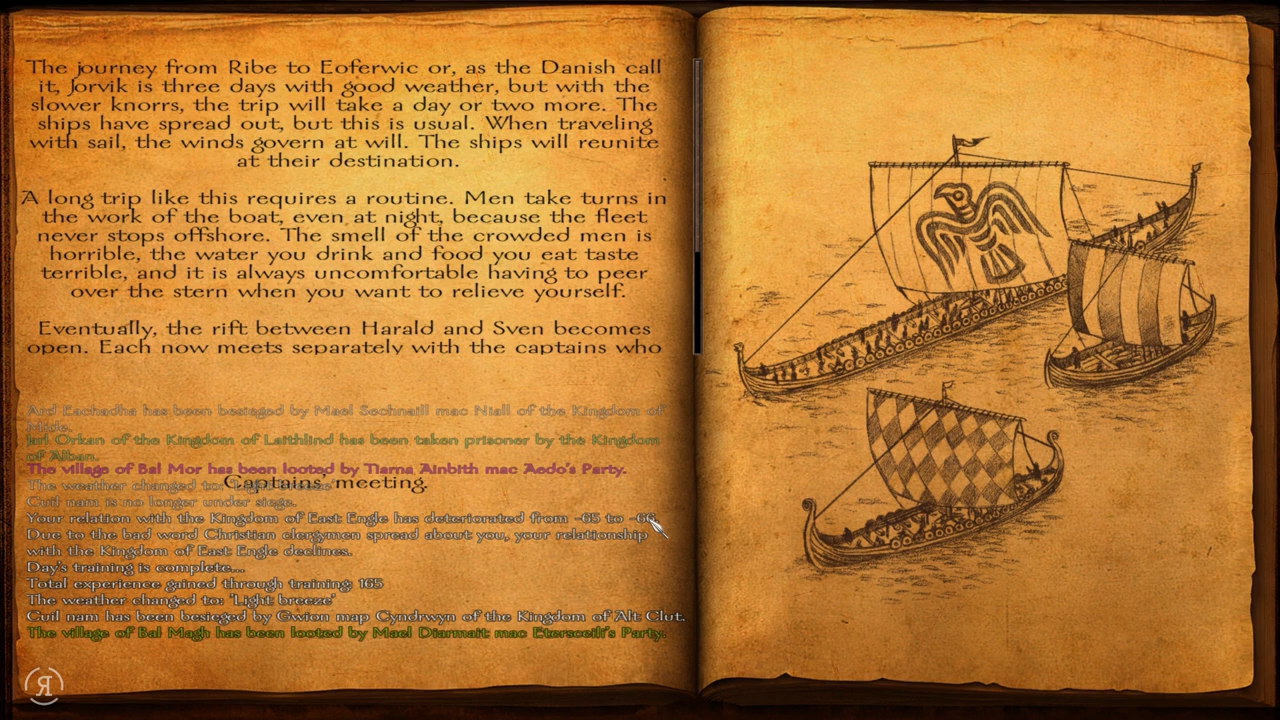 The journey from Ribe to Eoferwic or, as the Danish call
it, Jorvik is three days with good weather, but with the
slower knorrs, the trip will take a day or two more. The
ships have spread out, but this is usual. When traveling
with sail, the winds govern at will. The ships will reunite
at their destination.
A long trip like this requires a routine. Men take turns in
the work of the boat, even at night, because the fleet
never stops offshore. The smell of the crowded men is
horrible, the water you drink and food you eat taste
terrible, and it is always uncomfortable having to peer
over the stern when you want to relieve yourself.
Eventually, the rift between Harald and Sven becomes
open. Each now meets separately with the captains who
Ard Eachadha has been besieged by Mael Sechnaill mac Niall of the Kingdom of
Mide.
Jarl Orkan of the Kingdom of Laithlind has been taken prisoner by the Kingdom
of Alban.
The village of Bal Mor has been looted by Tiarna Ainbith mac Aedo's Party.
Captains meeting.
The weather changed to: 'Light breeze'
Cuil nam is no longer under siege.
Your relation with the Kingdom of East Engle has deteriorated from -65 to -66.
Due to the bad word Christian clergymen spread about you, your relationship
with the Kingdom of East Engle declines.
Day's training is complete...
Total experience gained through training: 165
The weather changed to: 'Light breeze'
Cuil nam has been besieged by Gwion map Cyndrwyn of the Kingdom of Alt Clut.
The village of Bal Magh has been looted by Mael Diarmait mac Etersceili's Party.